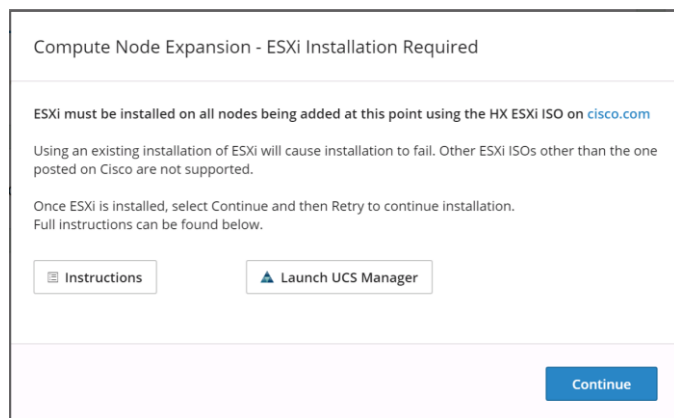 Compute Node Expansion - ESXi Installation Required
ESXi must be installed on all nodes being added at this point using the HX ESXi ISO on cisco.com
Using an existing installation of ESXi will cause installation to fail. Other ESXi ISOs other than the one
posted on Cisco are not supported.
Once ESXi is installed, select Continue and then Retry to continue installation.
Full instructions can be found below.
Instructions
Launch UCS Manager
Continue